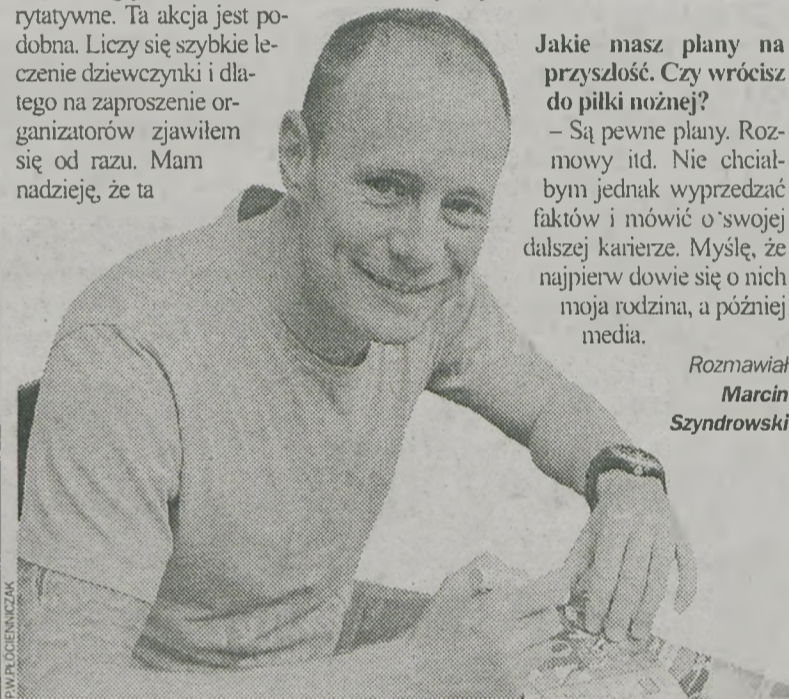 rytatywne. Ta akcja jest po-
dobna. Liczy się szybkie le-
czenie dziewczynki i dla-
tego na zaproszenie or-
ganizatorów zjawiłem
się od razu. Mam
nadzieję, że ta
Jakie masz plany na
przyszłość. Czy wrócisz
do piłki nożnej?
– Są pewne plany. Roz-
mowy itd. Nie chciał-
bym jednak wyprzedzać
faktów i mówić o swojej
dalszej karierze. Myślę, że
najpierw dowie się o nich
moja rodzina, a później
media.
Rozmawiał
Marcin
Szyndrowski
P.W.PŁÓCIENNICZAK